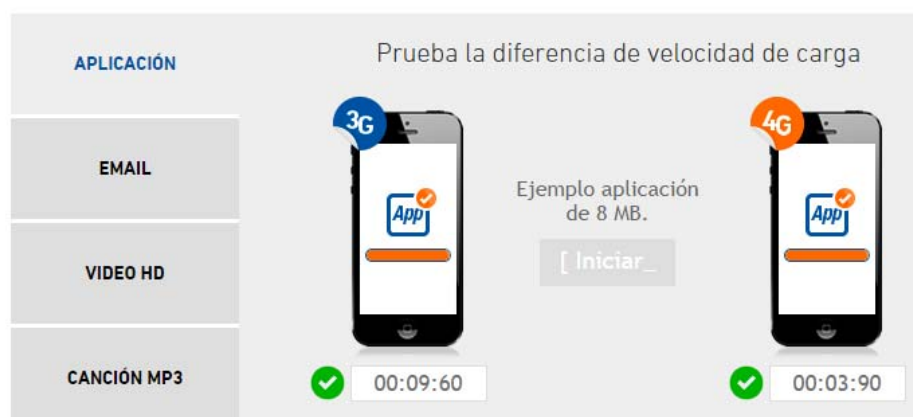 APLICACIÓN
EMAIL
VIDEO HD
CANCIÓN MP3
Prueba la diferencia de velocidad de carga
3G
App
00:09:60
Ejemplo aplicación
de 8 MB.
[ Iniciar_
4G
App
00:03:90